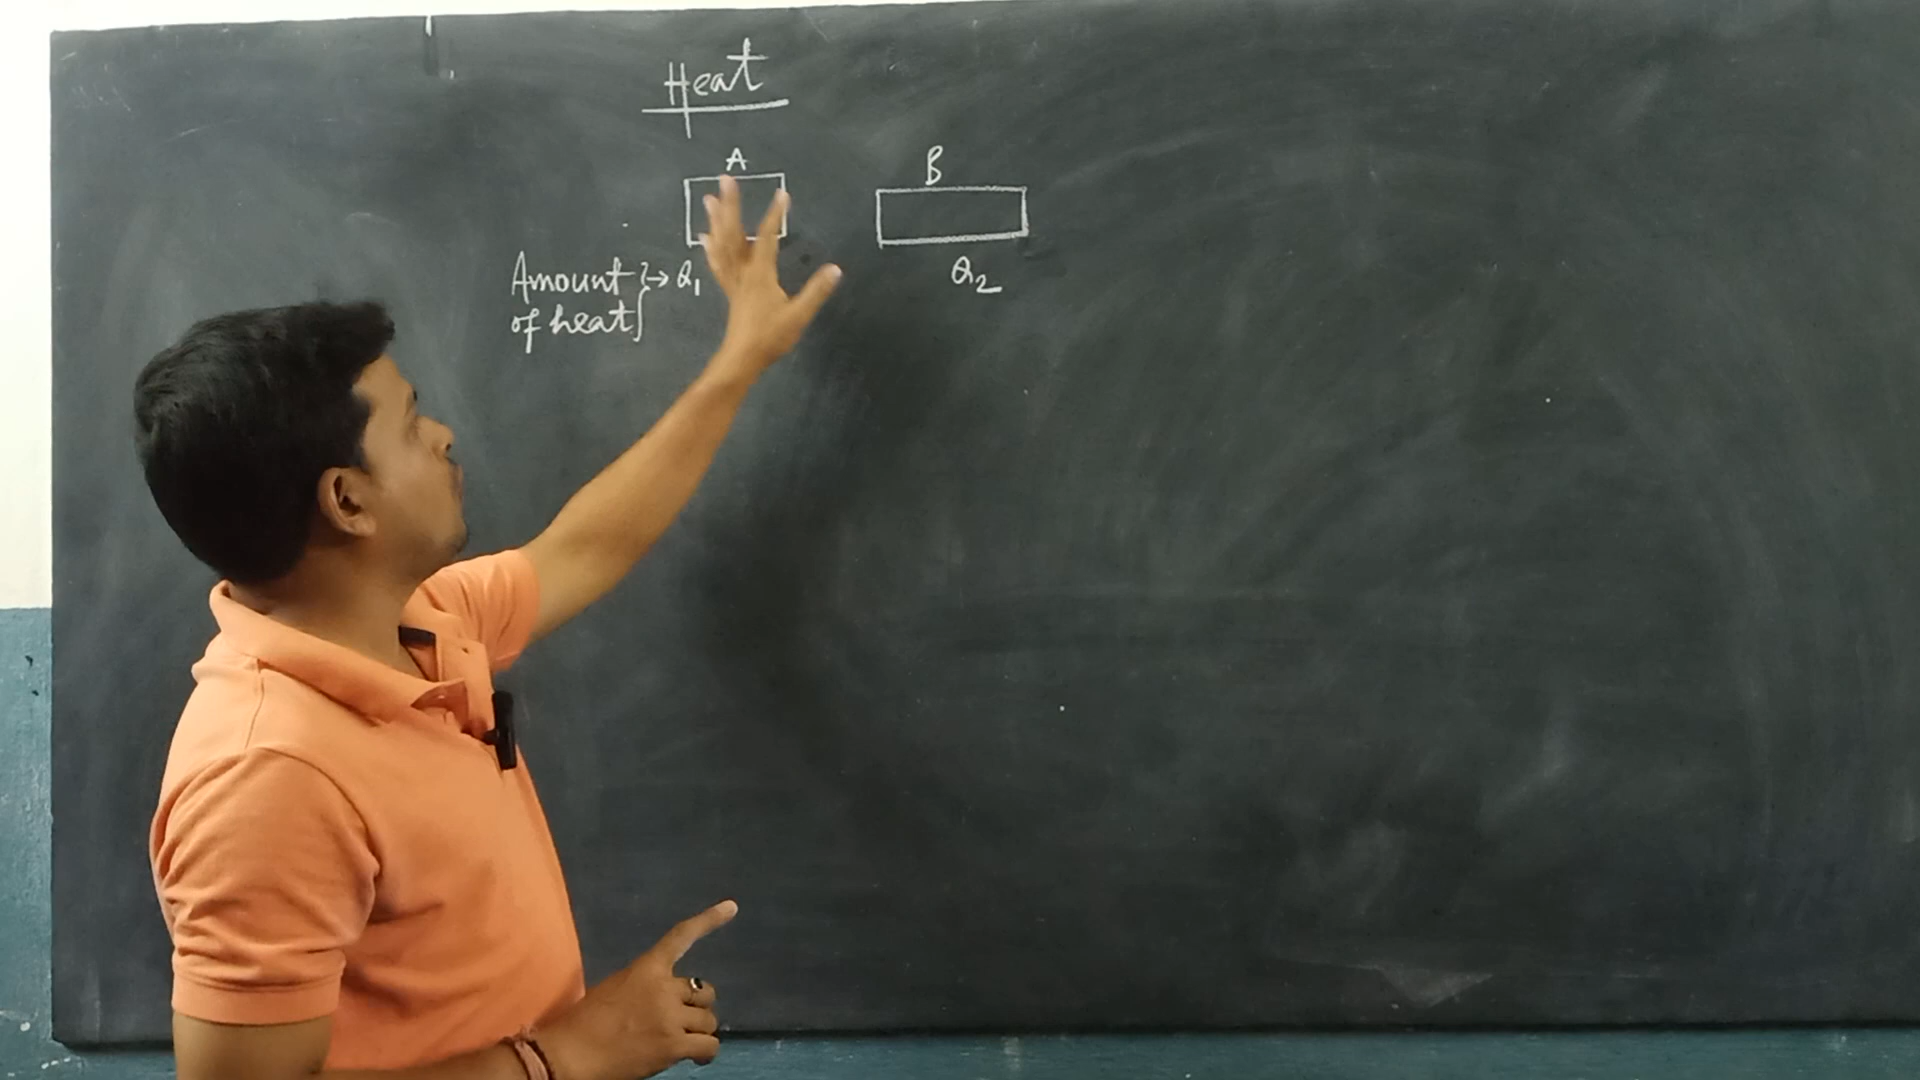 Heat
A B
Amount } → Q1 Q2
of heat